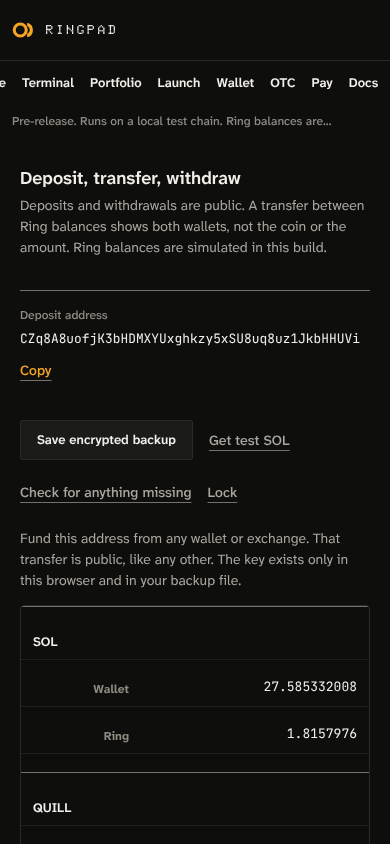 RINGPAD
e Terminal Portfolio Launch Wallet OTC Pay Docs
Pre-release. Runs on a local test chain. Ring balances are...
Deposit, transfer, withdraw
Deposits and withdrawals are public. A transfer between
Ring balances shows both wallets, not the coin or the
amount. Ring balances are simulated in this build.
Deposit address
CZq8A8uofjK3bHDMXYUxghkzy5xSU8uq8uz1JkbHHUVi
Copy
Save encrypted backup Get test SOL
Check for anything missing Lock
Fund this address from any wallet or exchange. That
transfer is public, like any other. The key exists only in
this browser and in your backup file.
SOL
Wallet 27.585332008
Ring 1.8157976
QUILL